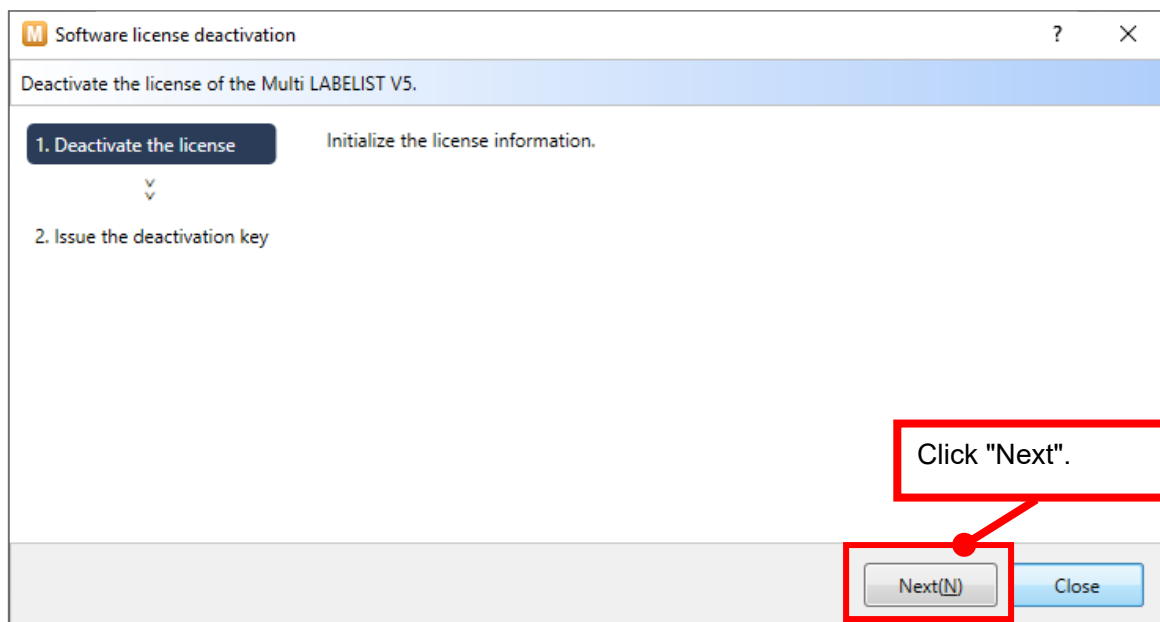 M Software license deactivation ?
Deactivate the license of the Multi LABELIST V5.
1. Deactivate the license
Initialize the license information.
2. Issue the deactivation key
Click "Next".
Next(N) Close